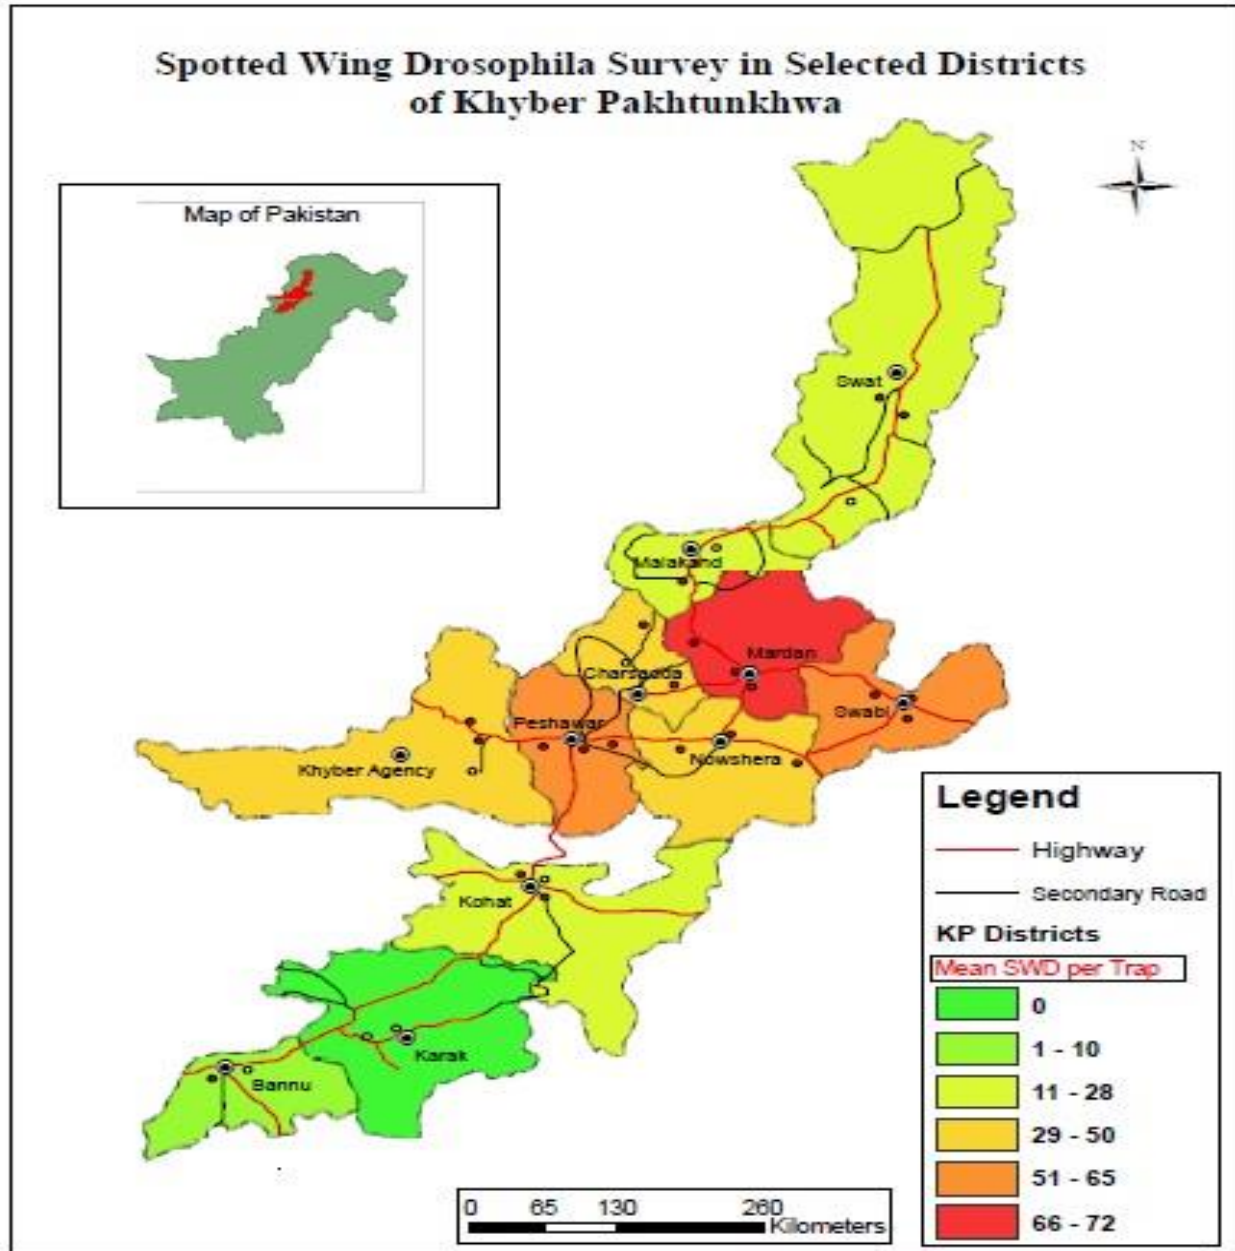 Spotted Wing Drosophila Survey in Selected Districts
of Khyber Pakhtunkhwa
N
Map of Pakistan
Swat
Malakand
Mardan
Charsadda
Swabi
Peshawar
Nowshera
Khyber Agency
Kohat
Karak
Bannu
Legend
Highway
Secondary Road
KP Districts
Mean SWD per Trap
0
1 - 10
11 - 28
29 - 50
51 - 65
66 - 72
0 65 130 260
Kilometers